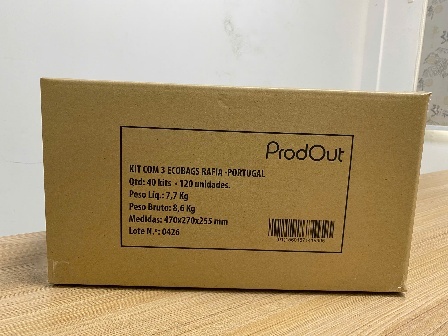 ProdOut
KIT COM 3 ECOBAGS RAFIA -PORTUGAL
Qtd: 40 kits - 120 unidades.
Peso Líq.: 7,7 Kg
Peso Bruto: 8,6 Kg
Medidas: 470x270x255 mm
Lote N.º: 0426